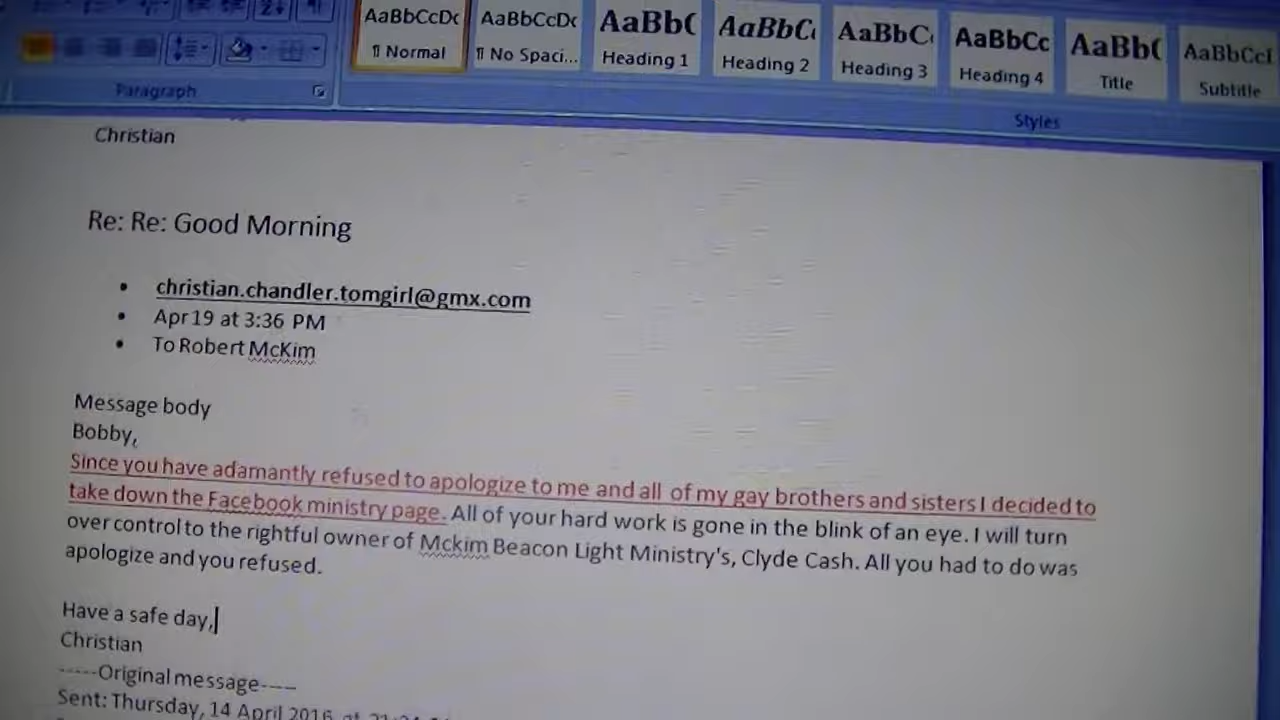 AaBbCcDc AaBbCcDc AaBb( AaBbC AaBbC AaBbCc AaBb( AaBbCcI
¶ Normal ¶ No Spaci... Heading 1 Heading 2 Heading 3 Heading 4 Title Subtitle
Paragraph Styles
Christian
Re: Re: Good Morning
• christian.chandler.tomgirl@gmx.com
• Apr 19 at 3:36 PM
• To Robert McKim
Message body
Bobby,
Since you have adamantly refused to apologize to me and all of my gay brothers and sisters I decided to
take down the Facebook ministry page. All of your hard work is gone in the blink of an eye. I will turn
over control to the rightful owner of Mckim Beacon Light Ministry's, Clyde Cash. All you had to do was
apologize and you refused.
Have a safe day,
Christian
-----Original message-----
Sent: Thursday, 14 April 2016